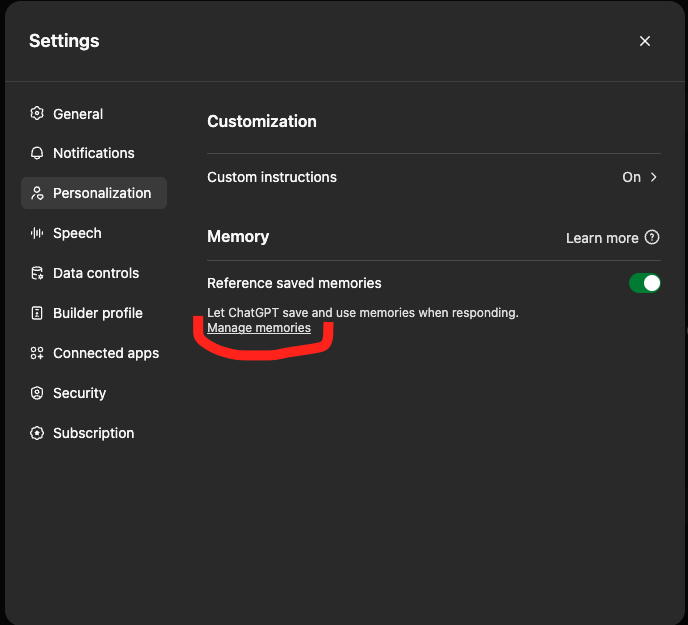 Settings
General
Notifications
Personalization
Speech
Data controls
Builder profile
Connected apps
Security
Subscription
Customization
Custom instructions On
Memory Learn more
Reference saved memories
Let ChatGPT save and use memories when responding.
Manage memories